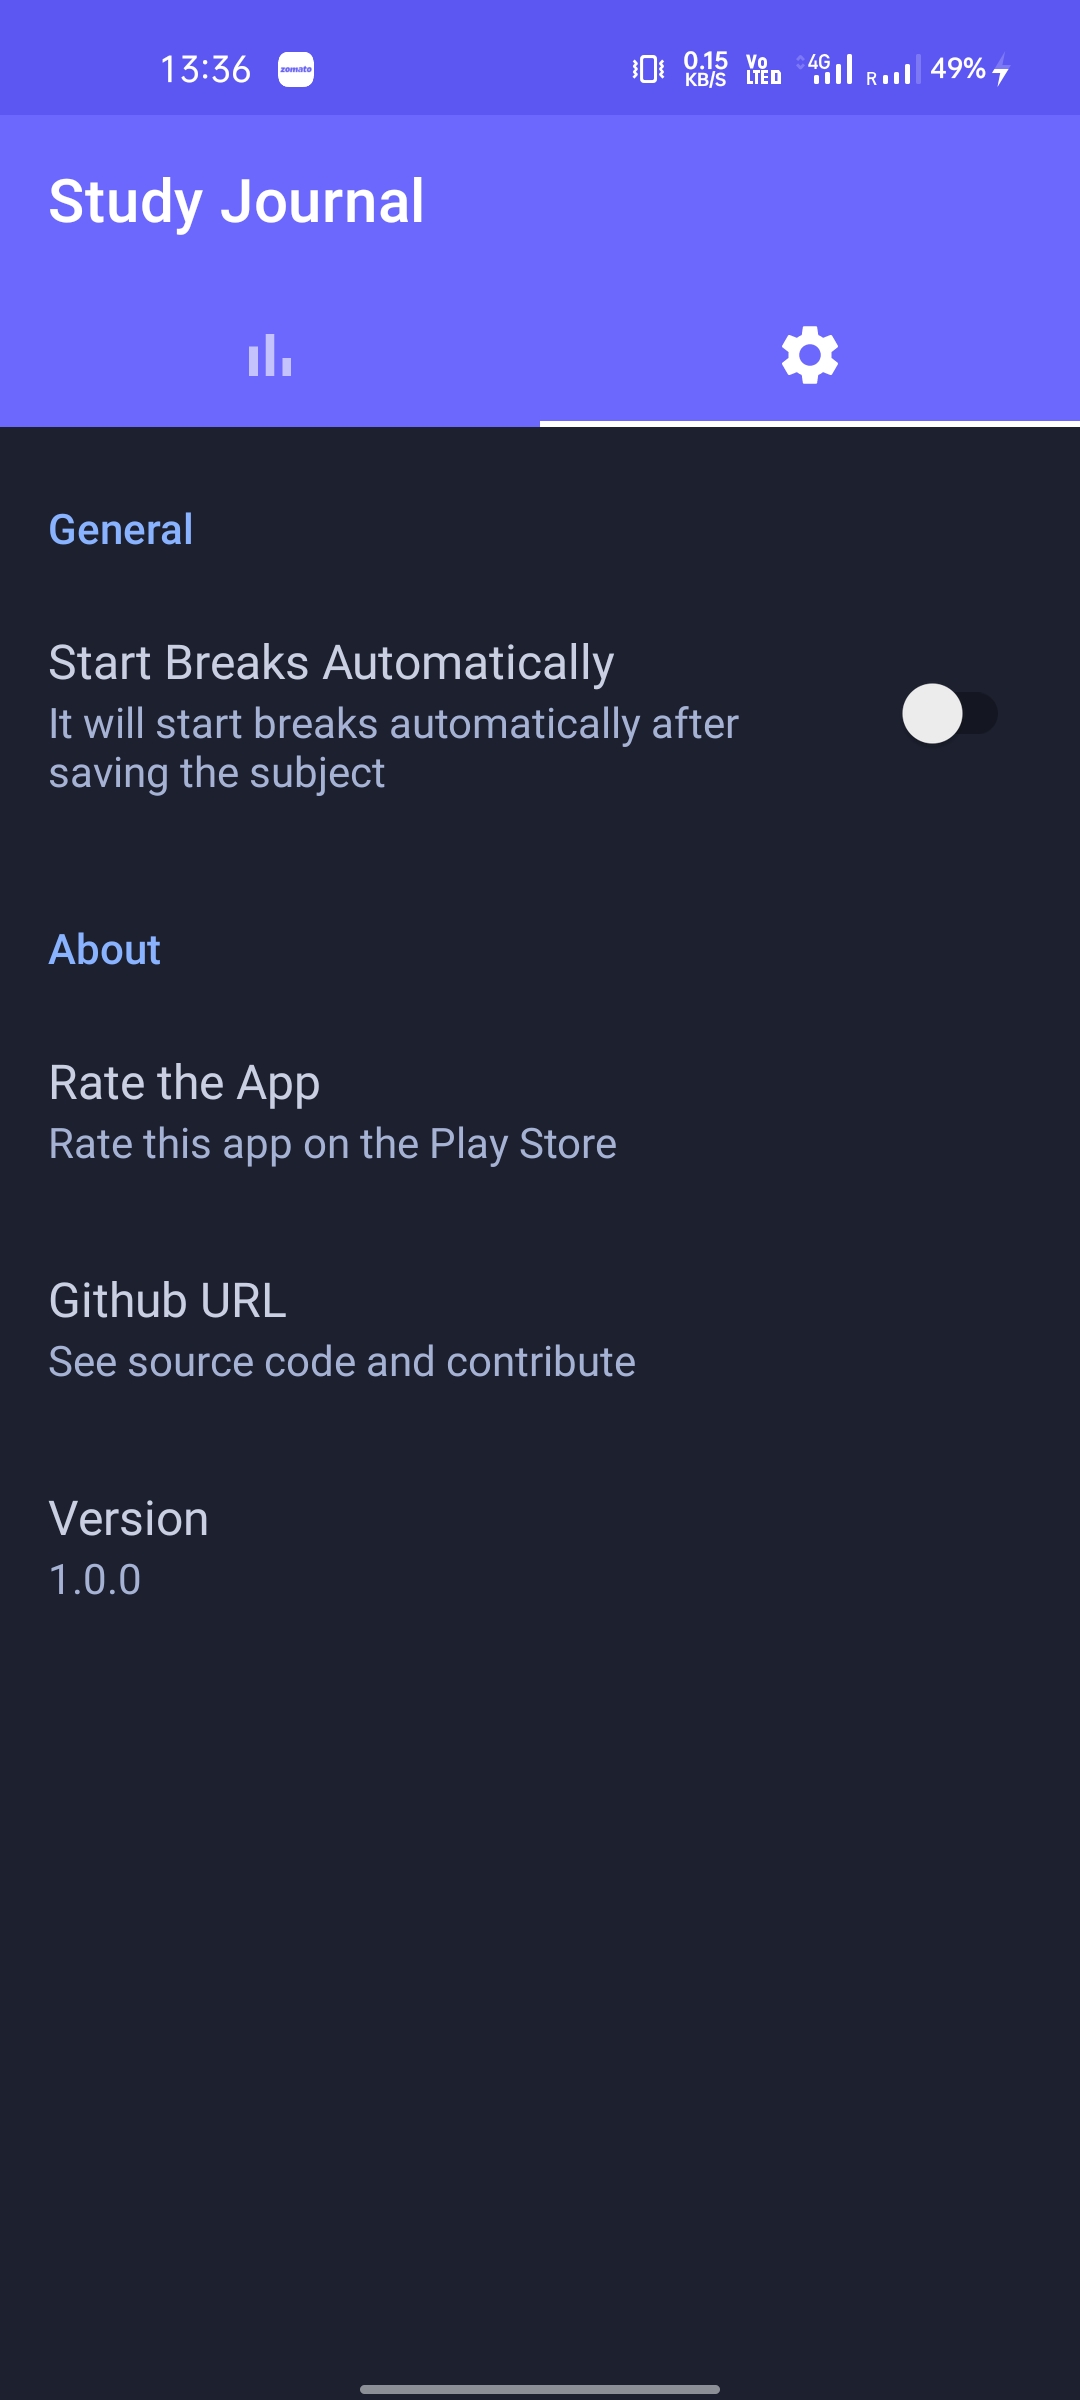 13:36 zomato 0.15 KB/S Vo LTE D 4G R 49%
Study Journal
General
Start Breaks Automatically
It will start breaks automatically after
saving the subject
About
Rate the App
Rate this app on the Play Store
Github URL
See source code and contribute
Version
1.0.0